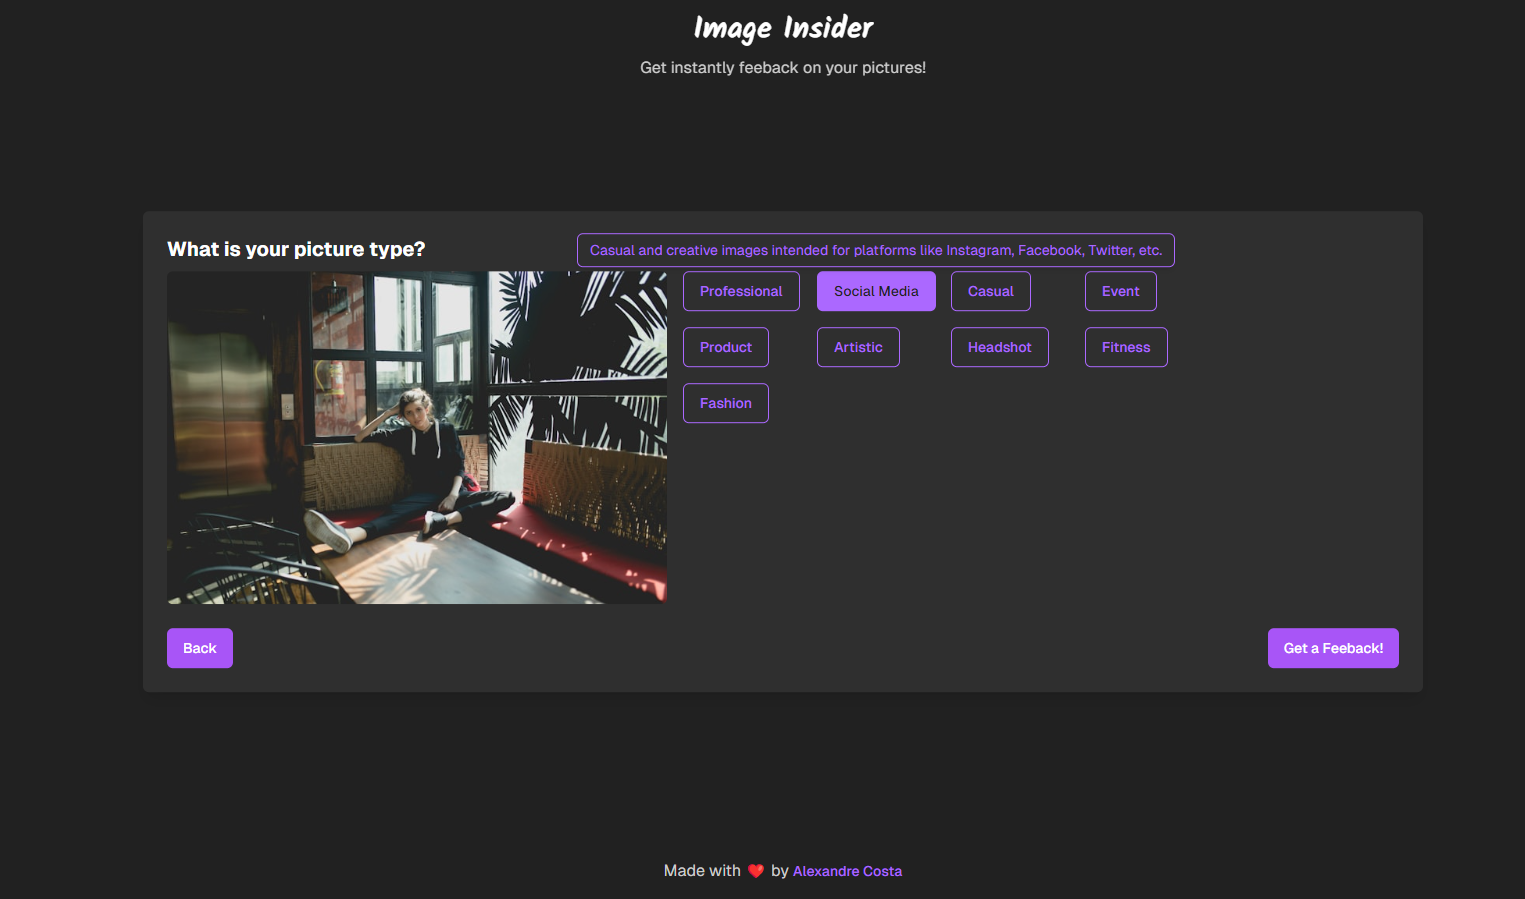 Image Insider
Get instantly feeback on your pictures!
What is your picture type?
Casual and creative images intended for platforms like Instagram, Facebook, Twitter, etc.
Professional
Social Media
Casual
Event
Product
Artistic
Headshot
Fitness
Fashion
Back
Get a Feeback!
Made with ❤️ by Alexandre Costa